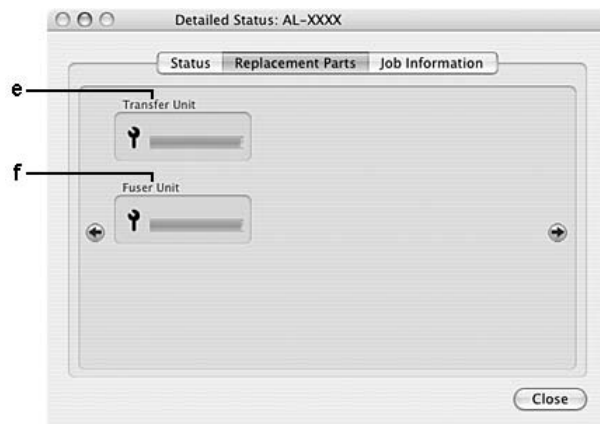 Detailed Status: AL-XXXX
Status Replacement Parts Job Information
e
Transfer Unit
f
Fuser Unit
Close